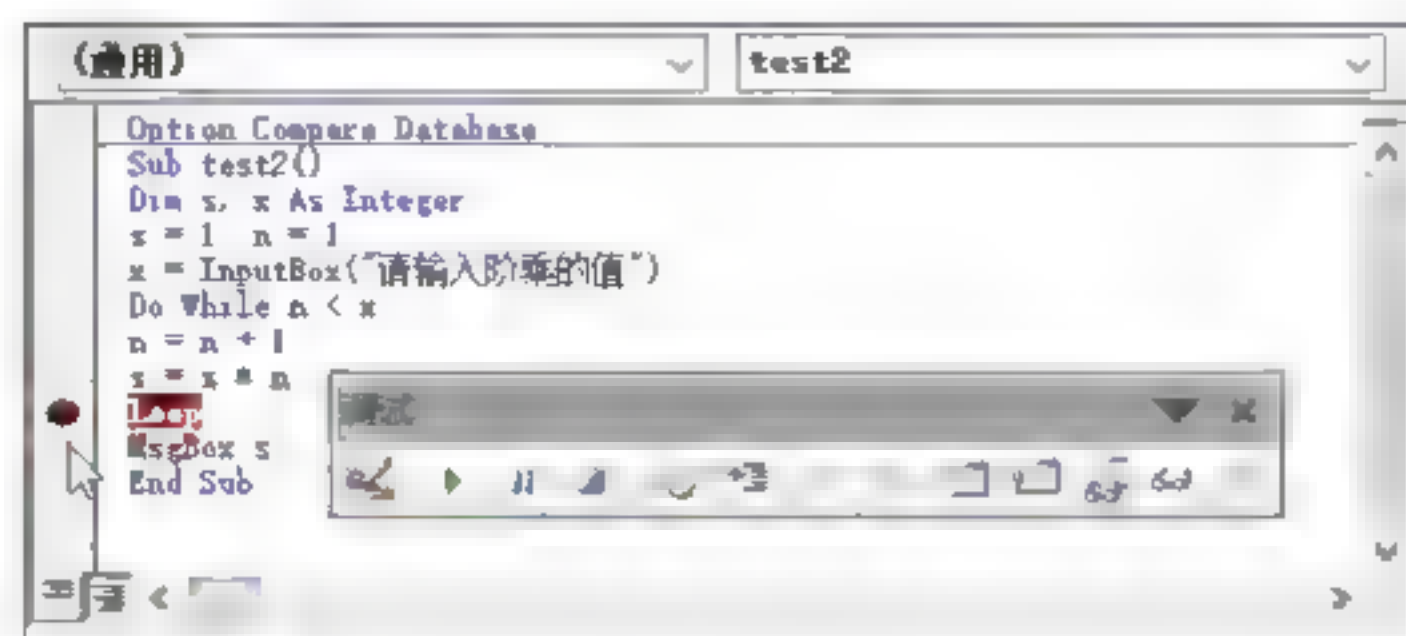 (通用)
test2
Option Compare Database
Sub test2()
Dim s, x As Integer
s = 1 n = 1
x = InputBox("请输入阶乘的值")
Do While n < x
n = n + 1
s = s * n
Loop
MsgBox s
End Sub
调试